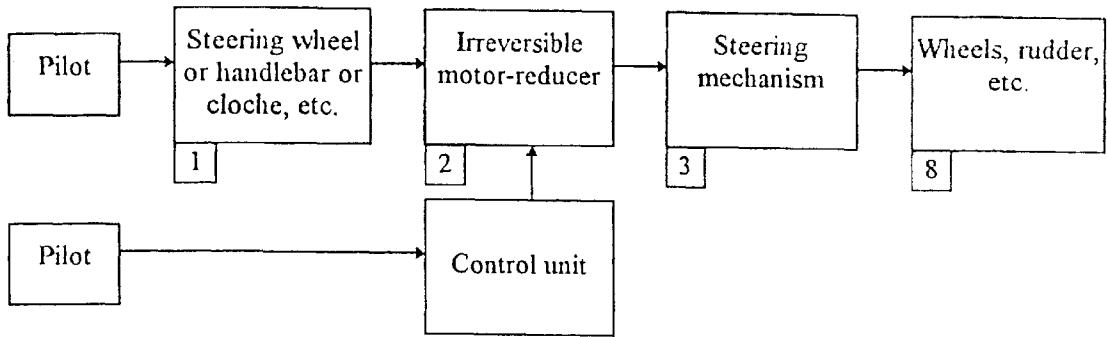 Pilot
Steering wheel
or handlebar or
cloche, etc.
1
Irreversible
motor-reducer
2
Steering
mechanism
3
Wheels, rudder,
etc.
8
Pilot
Control unit